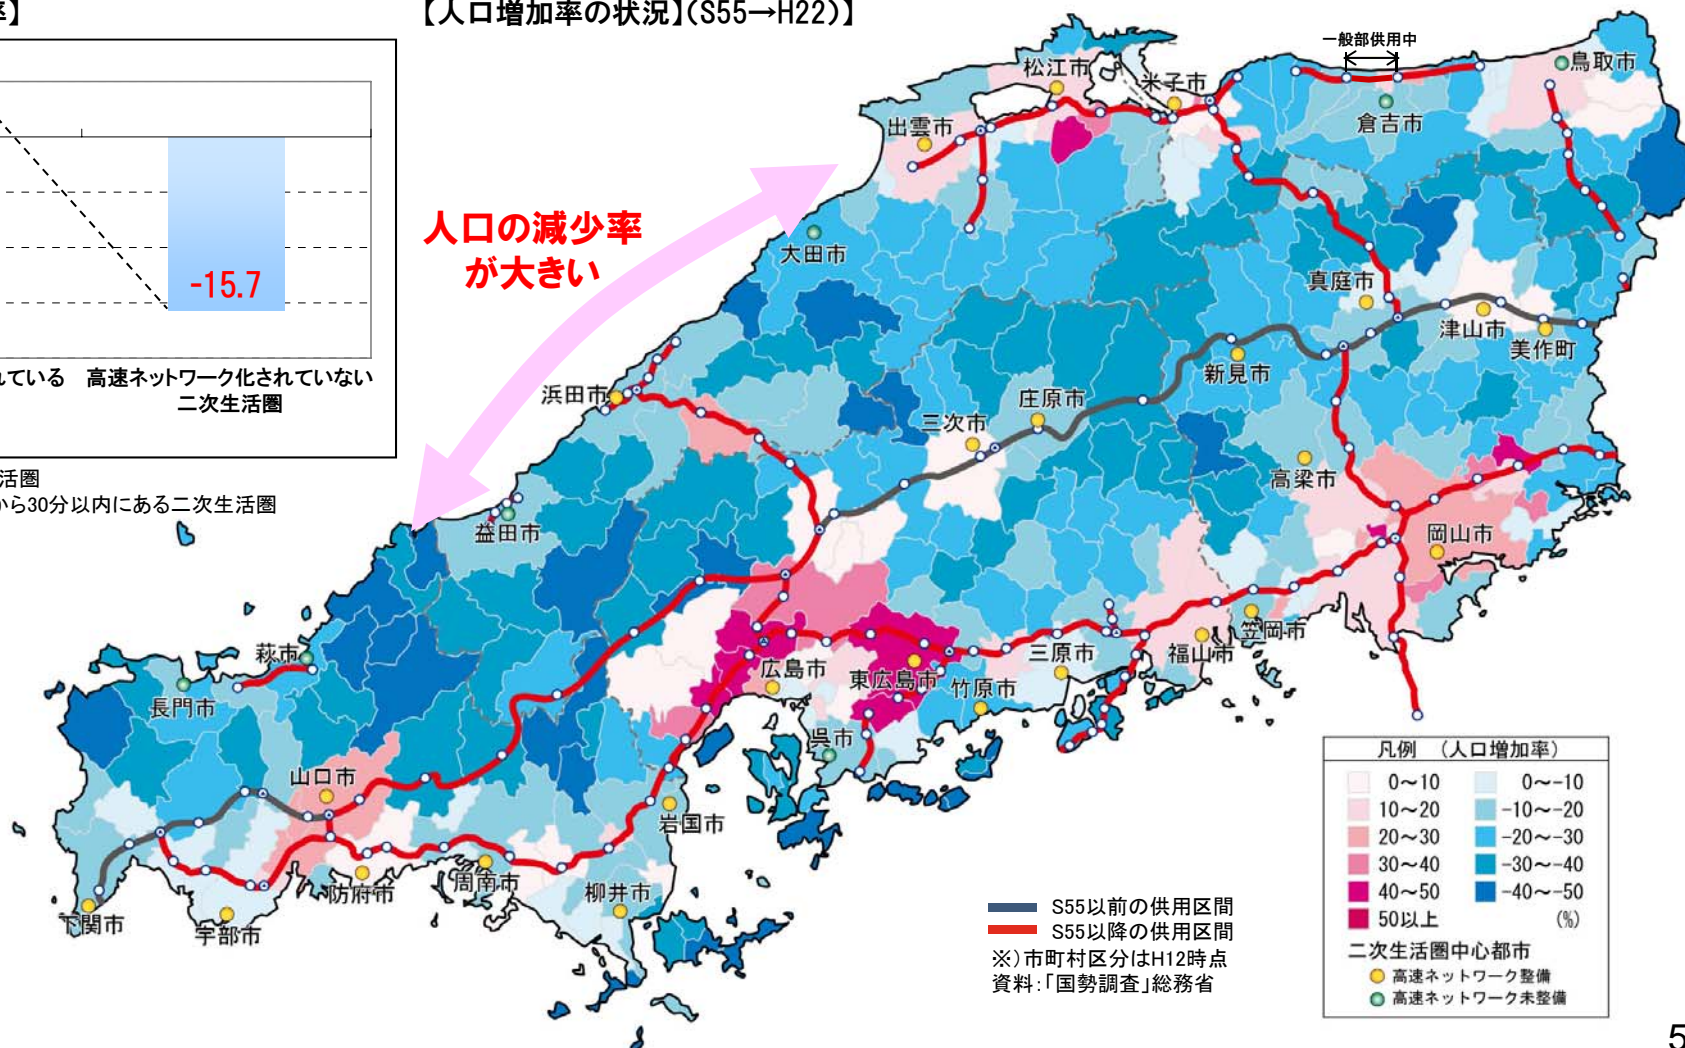 率】
【人口増加率の状況】(S55→H22)】
-15.7
れている
高速ネットワーク化されていない
二次生活圏
活圏
から30分以内にある二次生活圏
人口の減少率
が大きい
一般部供用中
松江市
米子市
鳥取市
出雲市
倉吉市
大田市
真庭市
津山市
美作町
新見市
浜田市
庄原市
三次市
高梁市
益田市
岡山市
萩市
広島市
東広島市
竹原市
三原市
福山市
笠岡市
長門市
呉市
山口市
岩国市
防府市
周南市
柳井市
下関市
宇部市
S55以前の供用区間
S55以降の供用区間
※)市町村区分はH12時点
資料:「国勢調査」総務省
凡例 (人口増加率)
0～10 0～-10
10～20 -10～-20
20～30 -20～-30
30～40 -30～-40
40～50 -40～-50
50以上 (%)
二次生活圏中心都市
高速ネットワーク整備
高速ネットワーク未整備
5